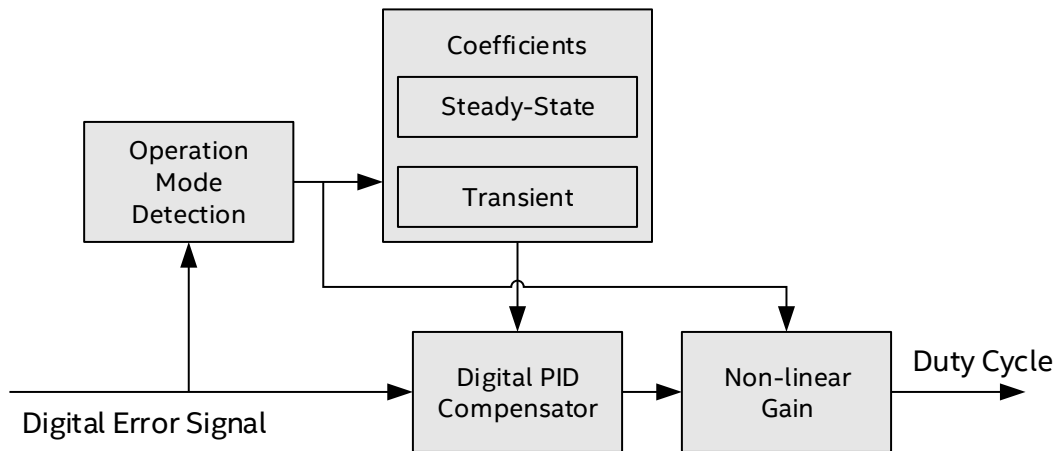 Coefficients
Steady-State
Transient
Operation
Mode
Detection
Digital PID
Compensator
Non-linear
Gain
Duty Cycle
Digital Error Signal